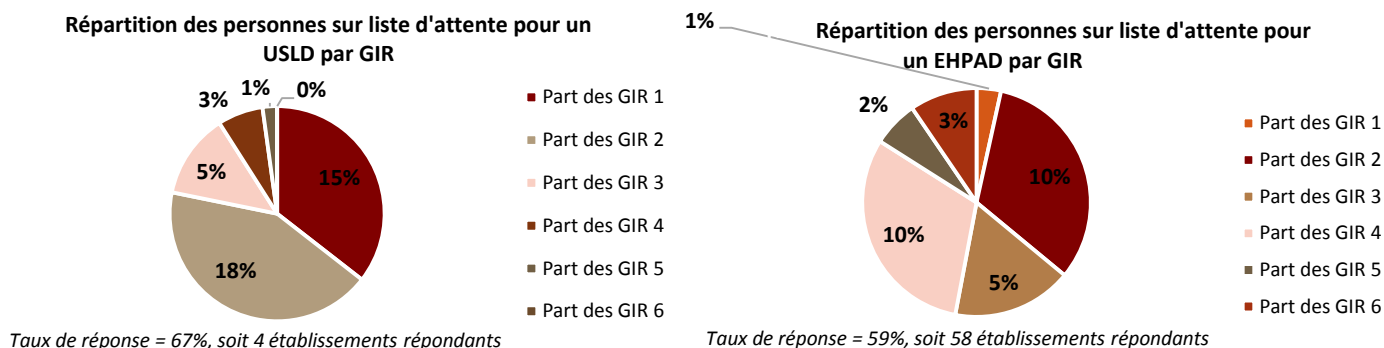 Répartition des personnes sur liste d'attente pour un
USLD par GIR
0%
1%
3%
5%
15%
18%
Part des GIR 1
Part des GIR 2
Part des GIR 3
Part des GIR 4
Part des GIR 5
Part des GIR 6
Taux de réponse = 67%, soit 4 établissements répondants
1%
Répartition des personnes sur liste d'attente pour
un EHPAD par GIR
2%
3%
10%
10%
5%
Part des GIR 1
Part des GIR 2
Part des GIR 3
Part des GIR 4
Part des GIR 5
Part des GIR 6
Taux de réponse = 59%, soit 58 établissements répondants